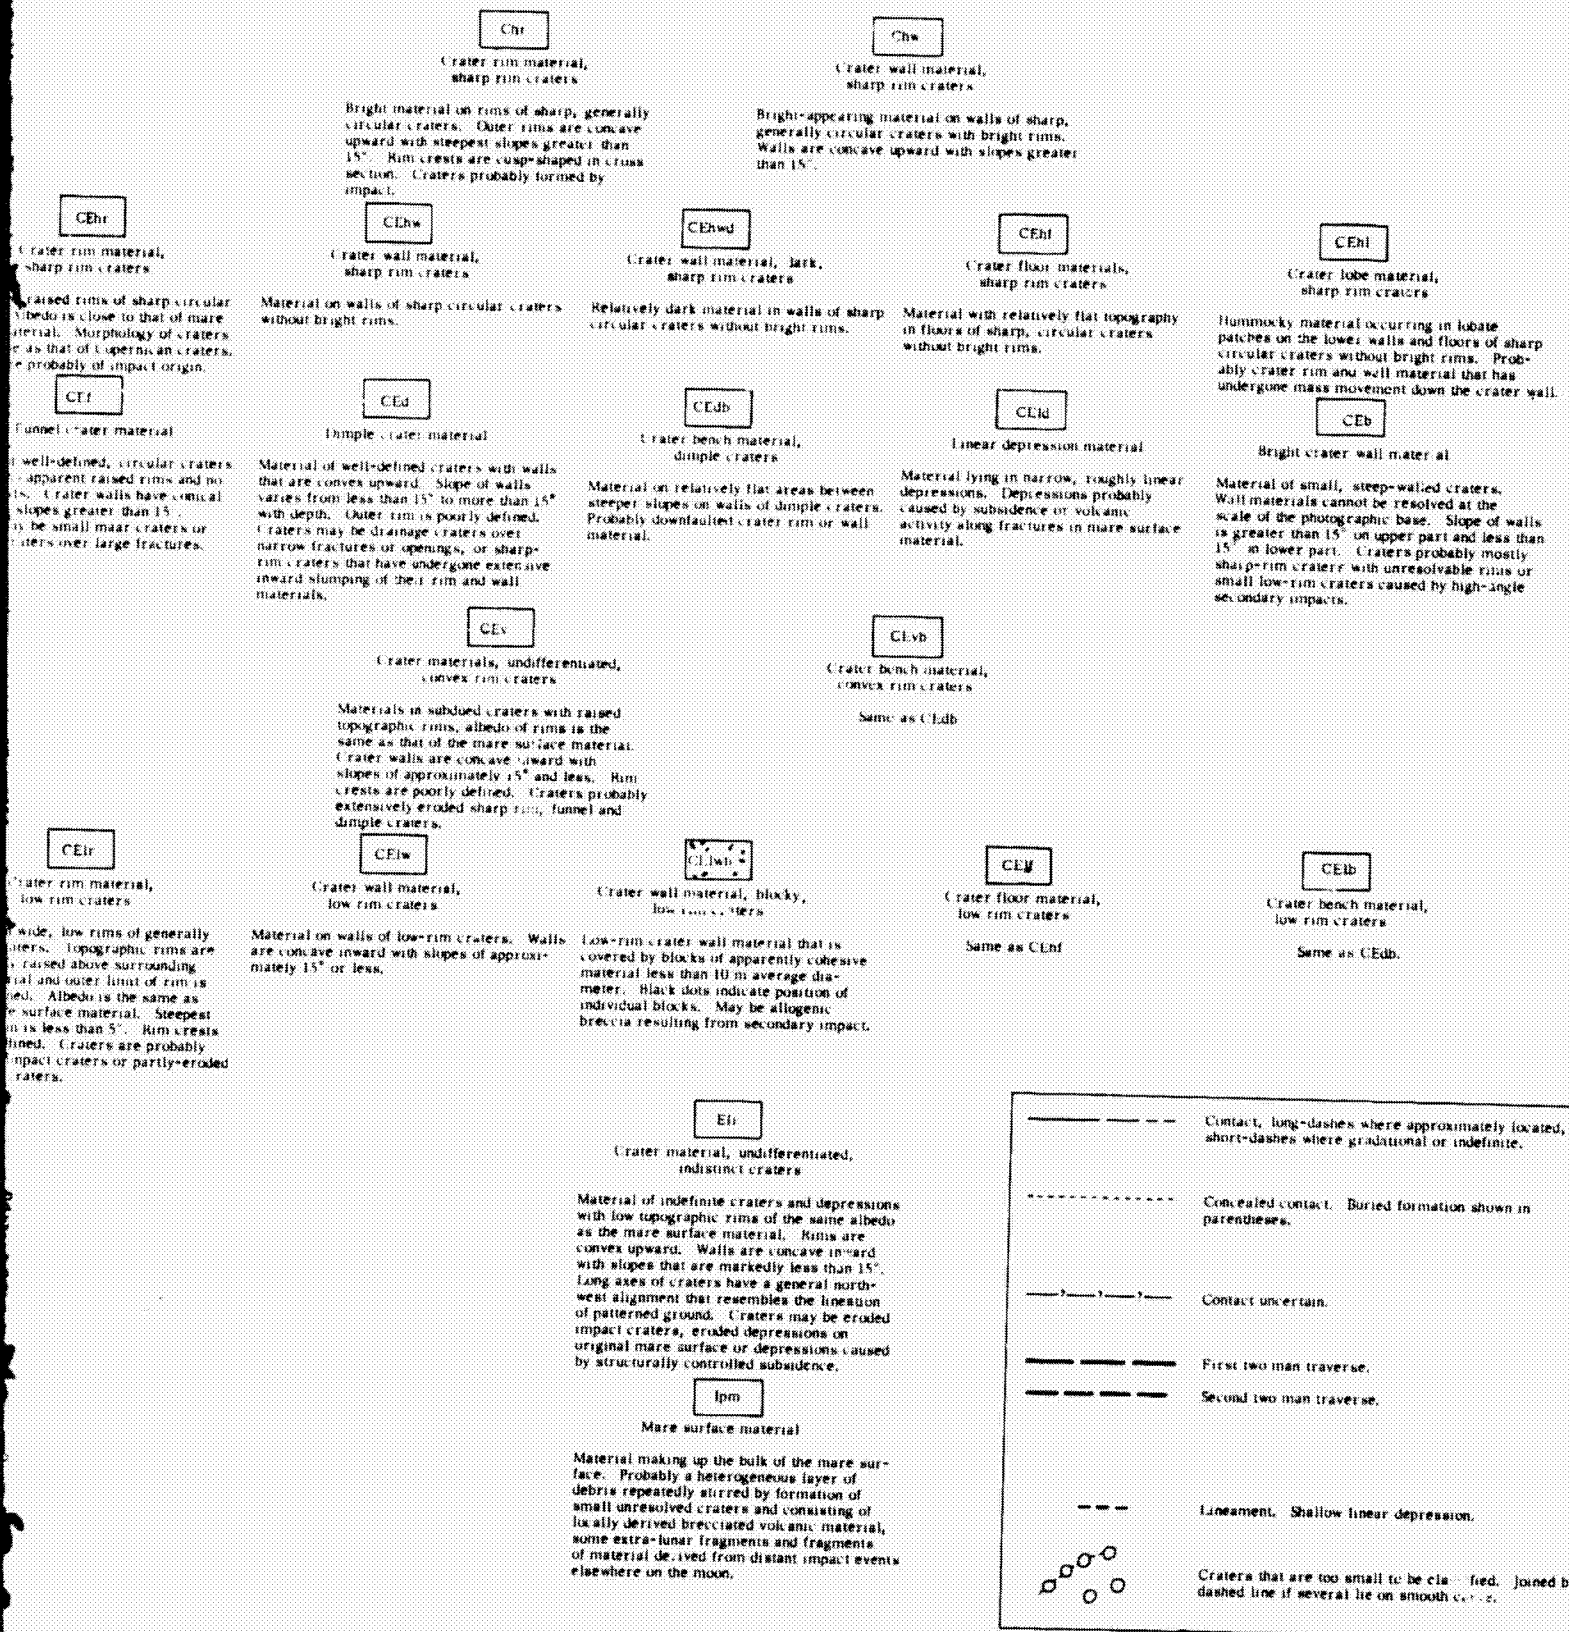 Chr
Crater rim material,
sharp rim craters
Bright material on rims of sharp, generally
circular craters. Outer rims are concave
upward with steepest slopes greater than
15°. Rim crests are cusp-shaped in cross
section. Craters probably formed by
impact.
Chw
Crater wall material,
sharp rim craters
Bright-appearing material on walls of sharp,
generally circular craters with bright rims.
Walls are concave upward with slopes greater
than 15°.
CEhr
Crater rim material,
sharp rim craters
raised rims of sharp circular
Albedo is close to that of mare
material. Morphology of craters
as that of Copernican craters.
probably of impact origin.
CEhw
Crater wall material,
sharp rim craters
Material on walls of sharp circular craters
without bright rims.
CEhwd
Crater wall material, dark,
sharp rim craters
Relatively dark material in walls of sharp
circular craters without bright rims.
CEhf
Crater floor materials,
sharp rim craters
Material with relatively flat topography
in floors of sharp, circular craters
without bright rims.
CEhl
Crater lobe material,
sharp rim craters
Hummocky material occurring in lobate
patches on the lower walls and floors of sharp
circular craters without bright rims. Prob-
ably crater rim and wall material that has
undergone mass movement down the crater wall.
CEf
Funnel crater material
well-defined, circular craters
apparent raised rims and no
Crater walls have conical
slopes greater than 15°.
be small maar craters or
craters over large fractures.
CEd
Dimple crater material
Material of well-defined craters with walls
that are convex upward. Slope of walls
varies from less than 15° to more than 15°
with depth. Outer rim is poorly defined.
Craters may be drainage craters over
narrow fractures or openings, or sharp-
rim craters that have undergone extensive
inward slumping of their rim and wall
materials.
CEdb
Crater bench material,
dimple craters
Material on relatively flat areas between
steeper slopes on walls of dimple craters.
Probably downfaulted crater rim or wall
material.
CEld
Linear depression material
Material lying in narrow, roughly linear
depressions. Depressions probably
caused by subsidence or volcanic
activity along fractures in mare surface
material.
CEb
Bright crater wall material
Material of small, steep-walled craters.
Wall materials cannot be resolved at the
scale of the photographic base. Slope of walls
is greater than 15° on upper part and less than
15° in lower part. Craters probably mostly
sharp-rim craters with unresolvable rims or
small low-rim craters caused by high-angle
secondary impacts.
CEv
Crater materials, undifferentiated,
convex rim craters
Materials in subdued craters with raised
topographic rims, albedo of rims is the
same as that of the mare surface material.
Crater walls are concave inward with
slopes of approximately 15° and less. Rim
crests are poorly defined. Craters probably
extensively eroded sharp rim, funnel and
dimple craters.
CEvb
Crater bench material,
convex rim craters
Same as CEdb
CElr
Crater rim material,
low rim craters
wide, low rims of generally
craters. Topographic rims are
raised above surrounding
and outer limit of rim is
Albedo is the same as
surface material. Steepest
is less than 5°. Rim crests
Craters are probably
impact craters or partly-eroded
craters.
CElw
Crater wall material,
low rim craters
Material on walls of low-rim craters. Walls
are concave inward with slopes of approxi-
mately 15° or less.
CElwb
Crater wall material, blocky,
low rim craters
Low-rim crater wall material that is
covered by blocks of apparently cohesive
material less than 10 m average dia-
meter. Black dots indicate position of
individual blocks. May be allogenic
breccia resulting from secondary impact.
CElf
Crater floor material,
low rim craters
Same as CEhf
CElb
Crater bench material,
low rim craters
Same as CEdb.
Eli
Crater material, undifferentiated,
indistinct craters
Material of indefinite craters and depressions
with low topographic rims of the same albedo
as the mare surface material. Rims are
convex upward. Walls are concave inward
with slopes that are markedly less than 15°.
Long axes of craters have a general north-
west alignment that resembles the lineation
of patterned ground. Craters may be eroded
impact craters, eroded depressions on
original mare surface or depressions caused
by structurally controlled subsidence.
Ipm
Mare surface material
Material making up the bulk of the mare sur-
face. Probably a heterogeneous layer of
debris repeatedly stirred by formation of
small unresolved craters and consisting of
locally derived brecciated volcanic material,
some extra-lunar fragments and fragments
of material derived from distant impact events
elsewhere on the moon.
Contact, long-dashes where approximately located,
short-dashes where gradational or indefinite.
Concealed contact. Buried formation shown in
parentheses.
Contact uncertain.
First two man traverse.
Second two man traverse.
Lineament. Shallow linear depression.
Craters that are too small to be classified. Joined b
dashed line if several lie on smooth curve.